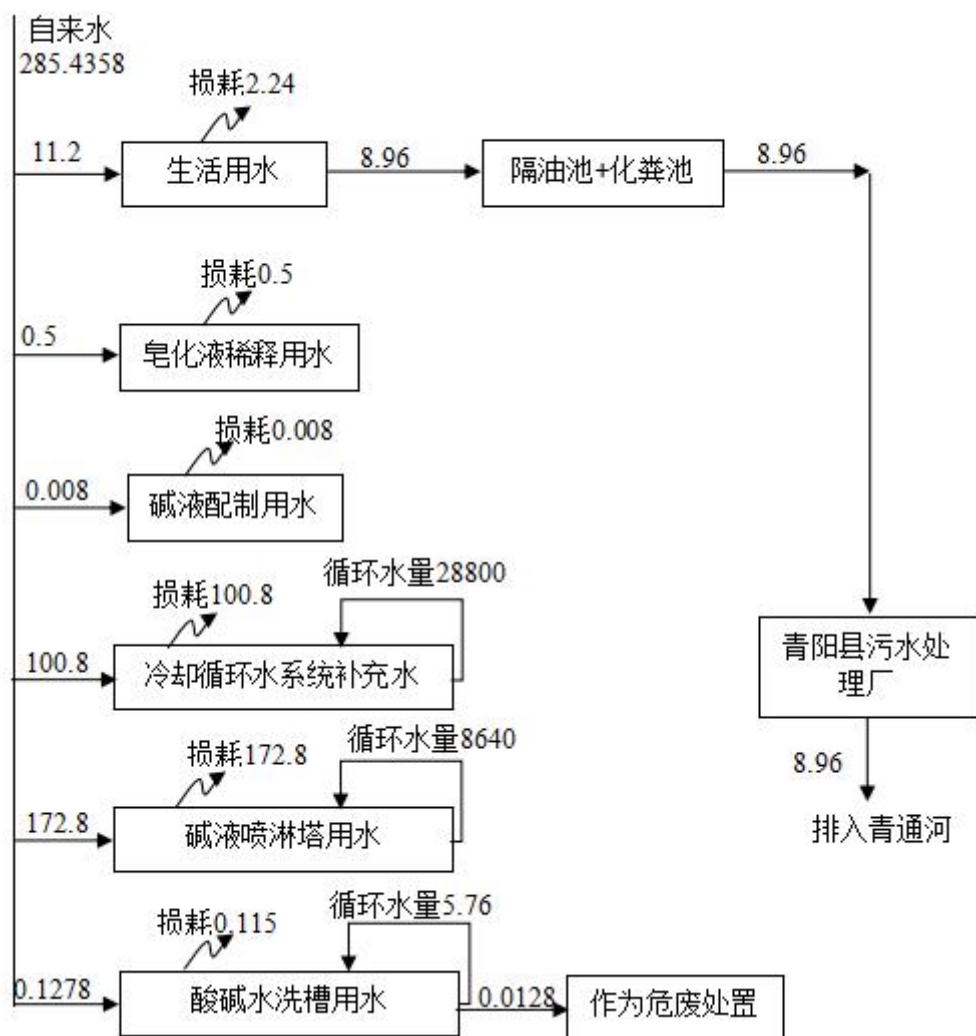 自来水
285.4358
损耗2.24
11.2
生活用水
8.96
隔油池+化粪池
8.96
损耗0.5
0.5
皂化液稀释用水
损耗0.008
0.008
碱液配制用水
循环水量28800
损耗100.8
100.8
冷却循环水系统补充水
青阳县污水处
理厂
循环水量8640
损耗172.8
8.96
172.8
碱液喷淋塔用水
排入青通河
循环水量5.76
损耗0.115
0.1278
酸碱水洗槽用水
0.0128
作为危废处置